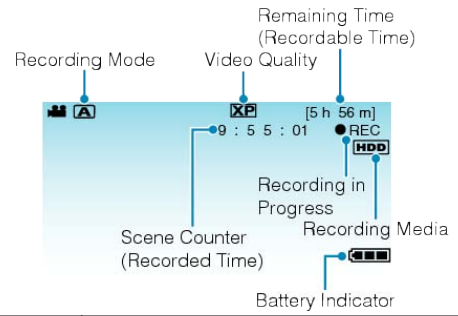 Remaining Time
(Recordable Time)
Recording Mode
Video Quality
A
XP
[5 h 56 m]
9 : 5 5 : 01
●REC
HDD
Recording in
Progress
Recording Media
Scene Counter
(Recorded Time)
Battery Indicator